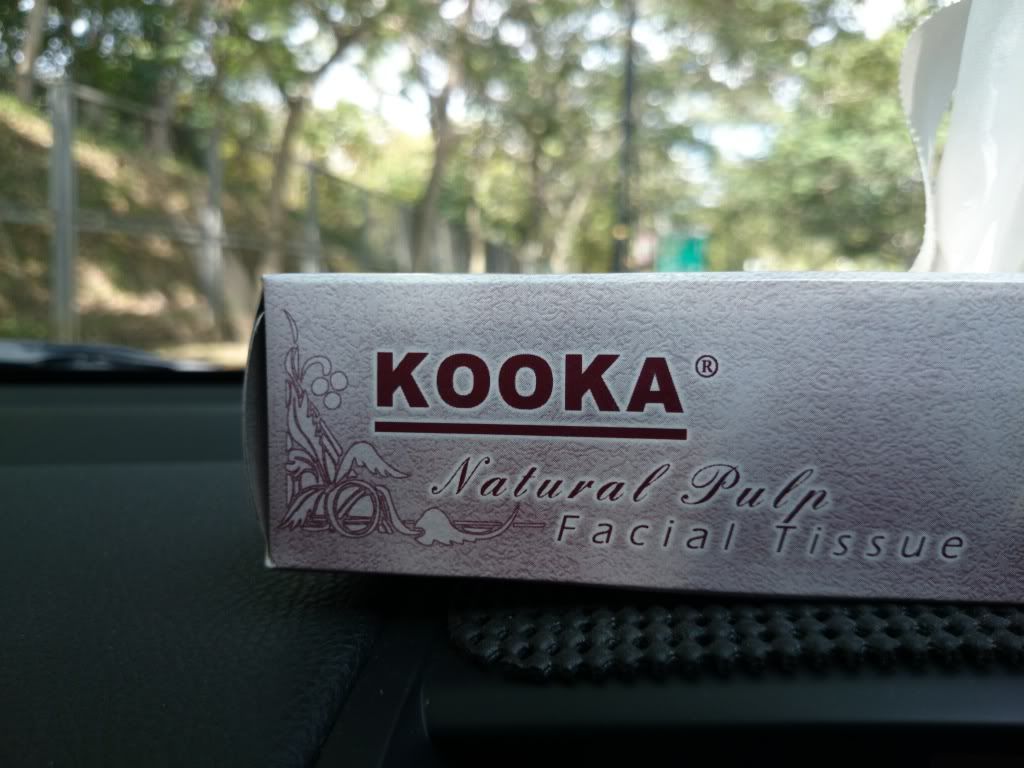 KOOKA®
Natural Pulp
Facial Tissue